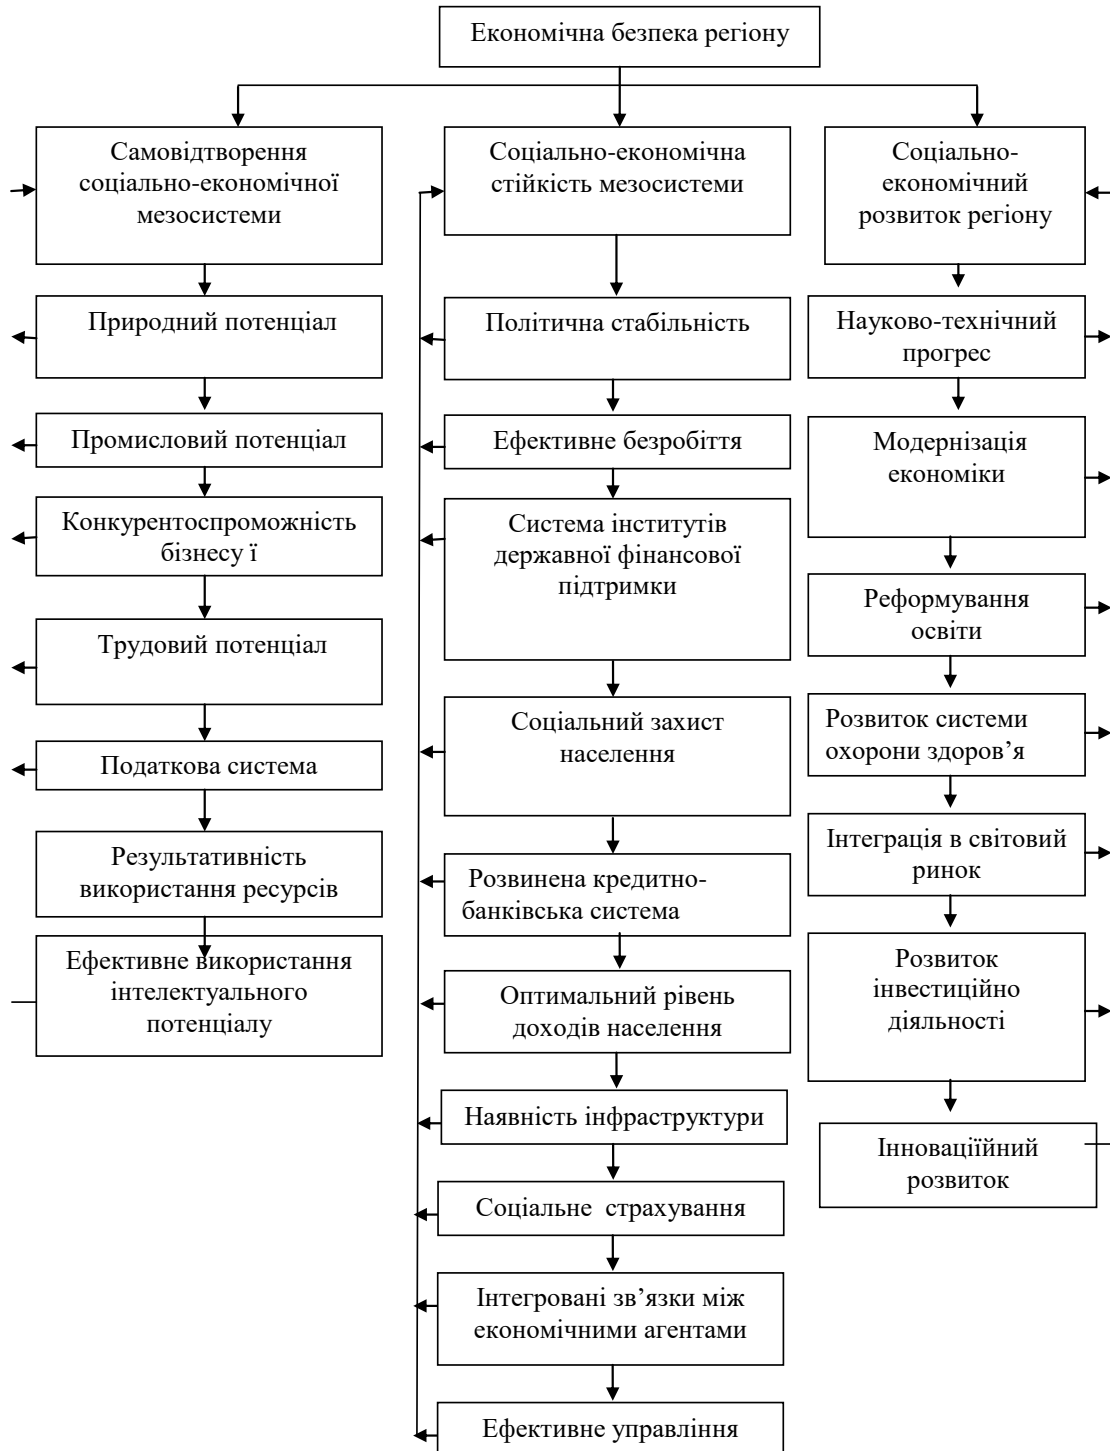 Економічна безпека регіону
Самовідтворення
соціально-економічної
мезосистеми
Природний потенціал
Промисловий потенціал
Конкурентоспроможність
бізнесу ї
Трудовий потенціал
Податкова система
Результативність
використання ресурсів
Ефективне використання
інтелектуального
потенціалу
Соціально-економічна
стійкість мезосистеми
Політична стабільність
Ефективне безробіття
Система інститутів
державної фінансової
підтримки
Соціальний захист
населення
Розвинена кредитно-
банківська система
Оптимальний рівень
доходів населення
Наявність інфраструктури
Соціальне  страхування
Інтегровані зв’язки між
економічними агентами
Ефективне управління
Соціально-
економічний
розвиток регіону
Науково-технічний
прогрес
Модернізація
економіки
Реформування
освіти
Розвиток системи
охорони здоров’я
Інтеграція в світовий
ринок
Розвиток
інвестиційно
діяльності
Інноваціїйний
розвиток